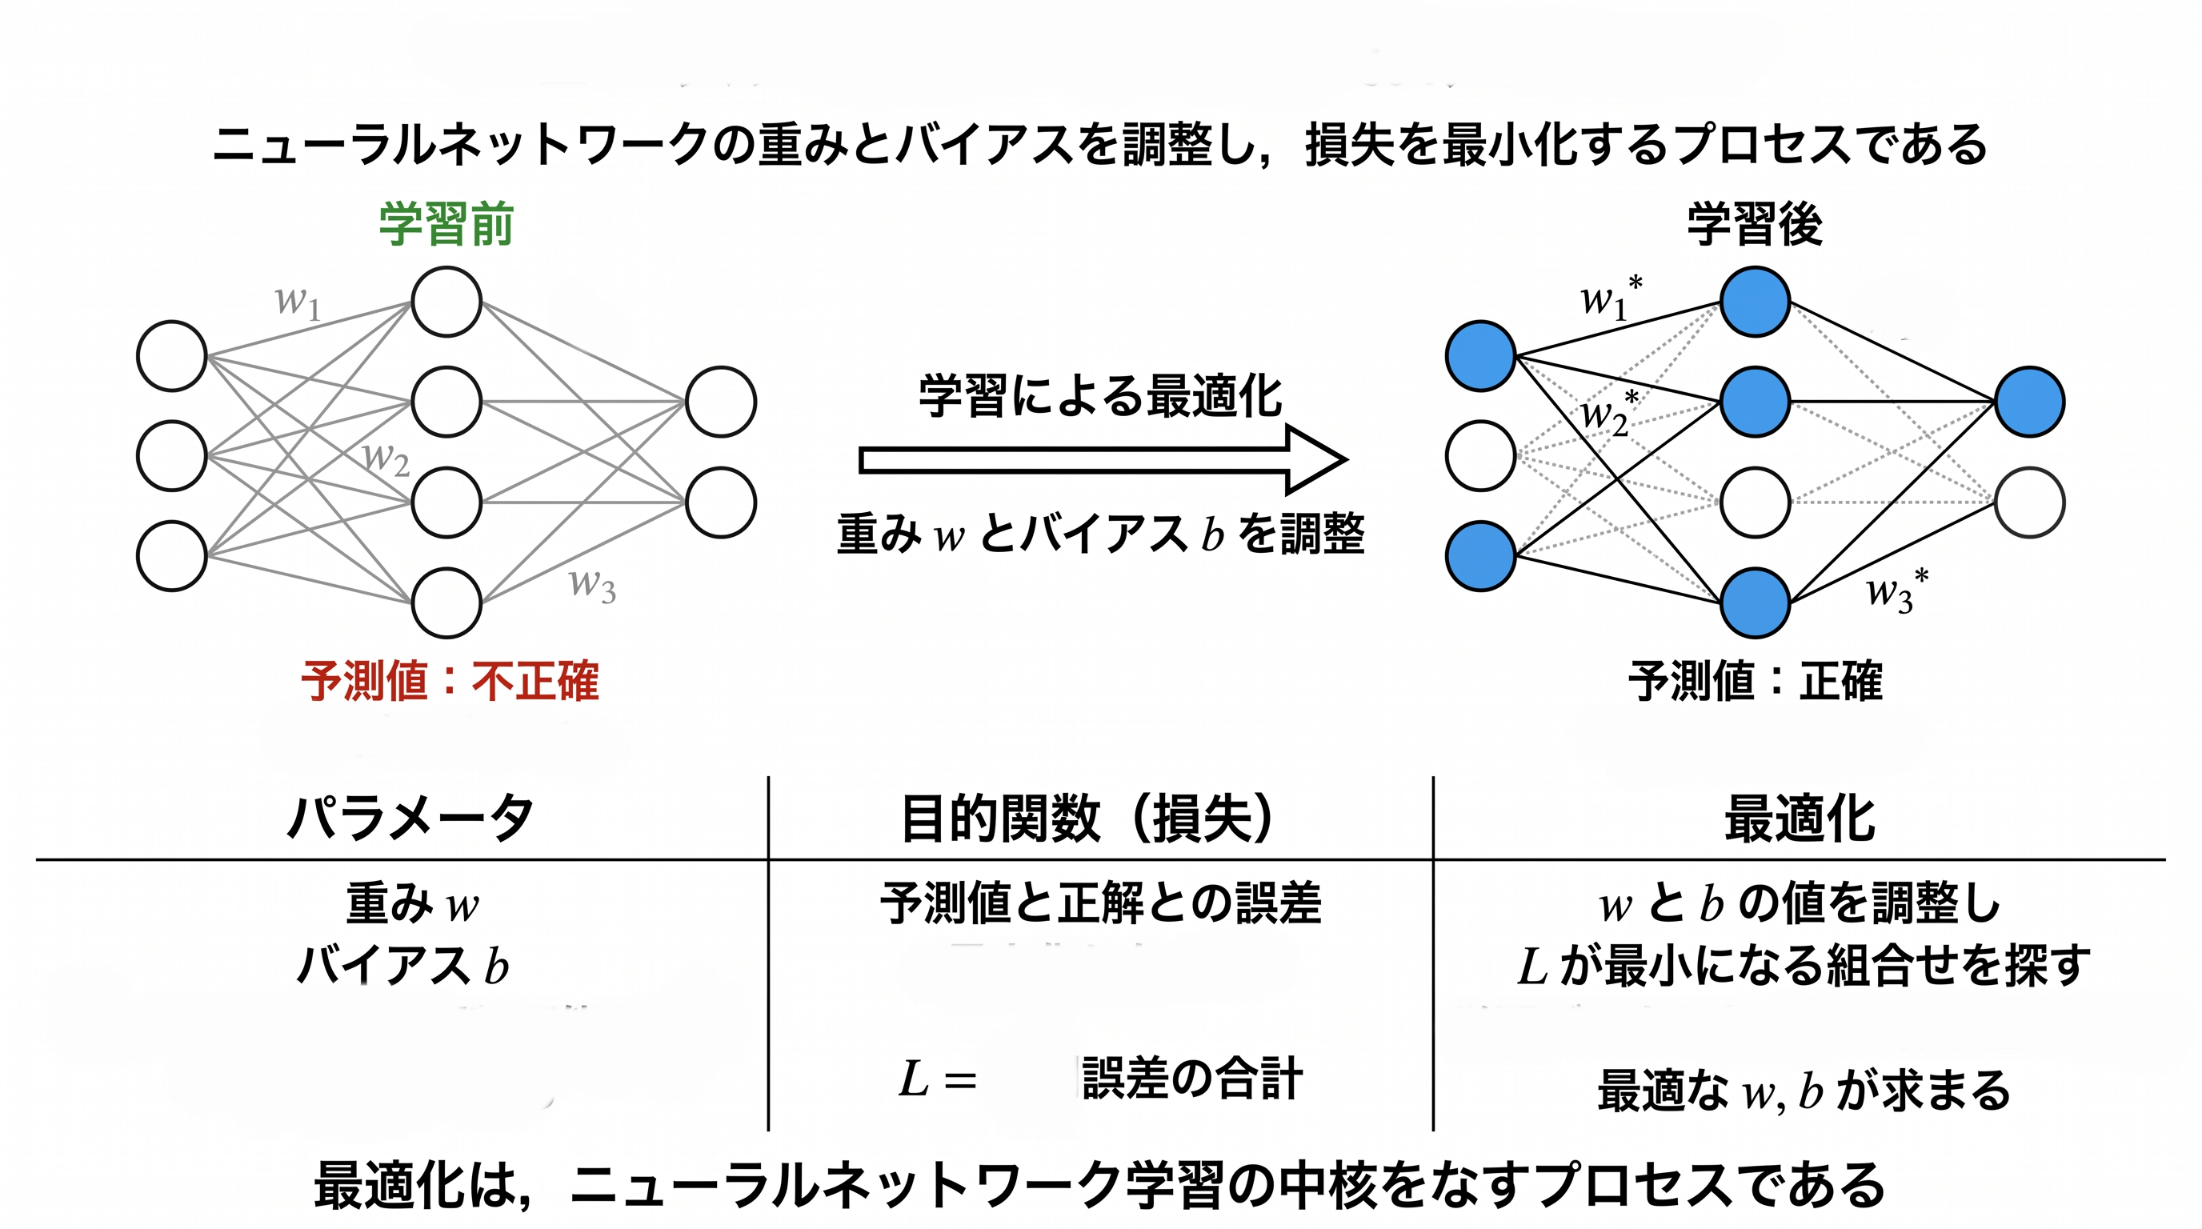 ニューラルネットワークの重みとバイアスを調整し，損失を最小化するプロセスである
学習前
学習後
w₁
w₂
w₃
予測値：不正確
学習による最適化
重み w とバイアス b を調整
w₁*
w₂*
w₃*
予測値：正確
パラメータ
目的関数（損失）
最適化
重み w
バイアス b
予測値と正解との誤差
L = 誤差の合計
w と b の値を調整し
L が最小になる組合せを探す
最適な w, b が求まる
最適化は，ニューラルネットワーク学習の中核をなすプロセスである